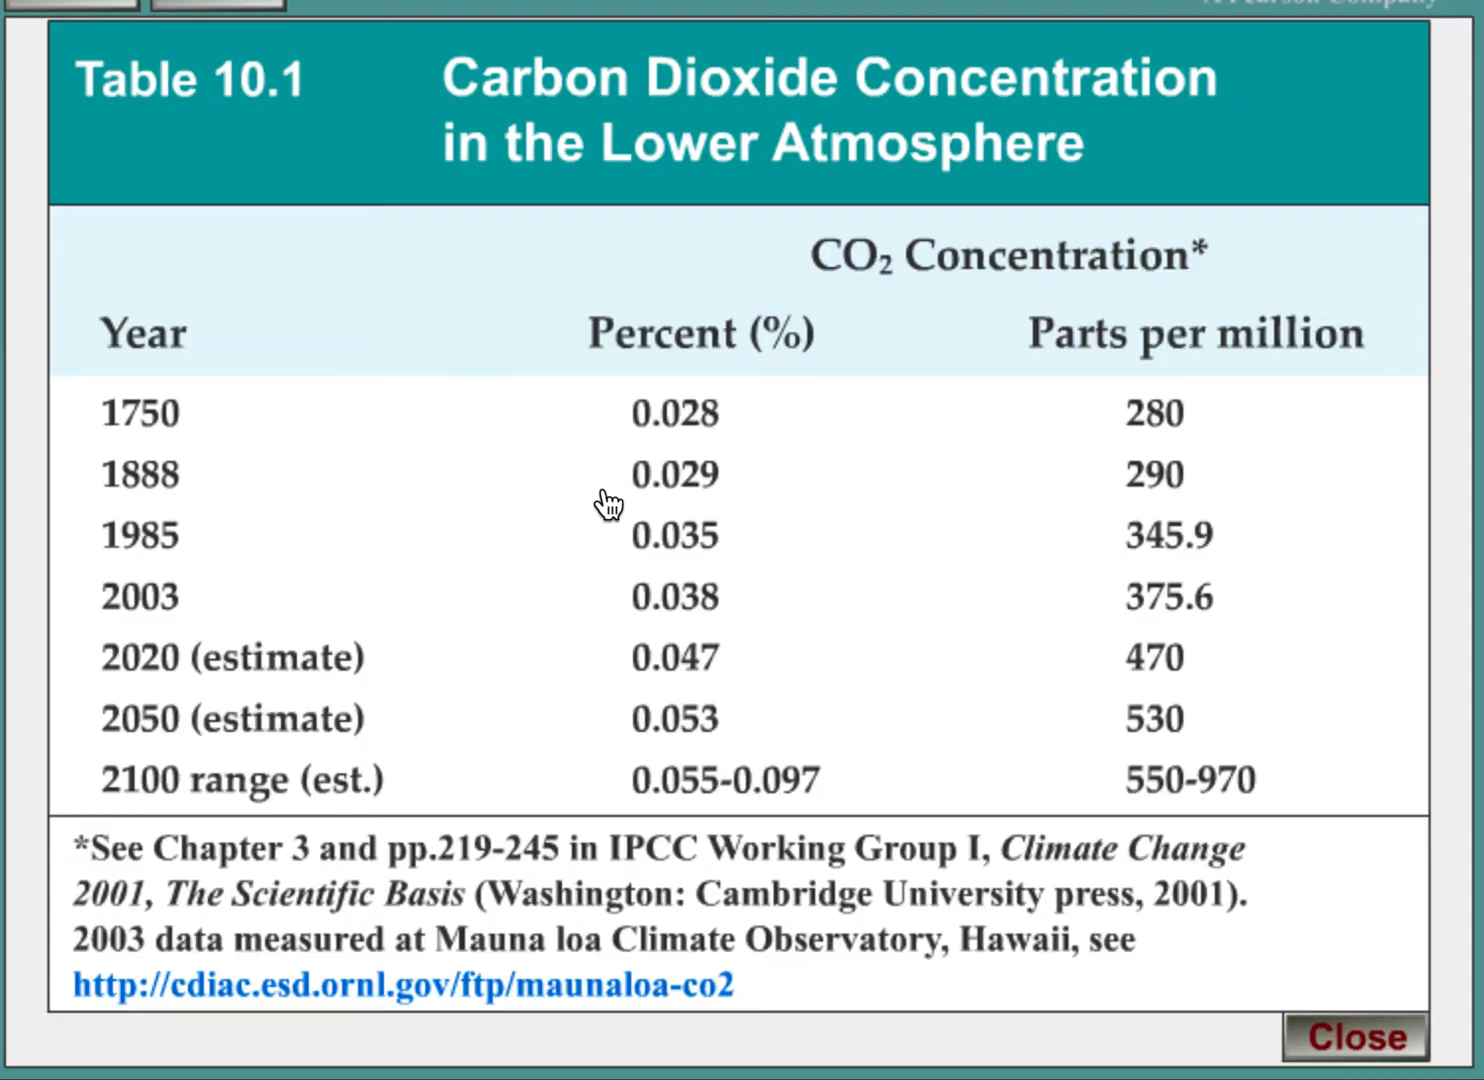 A Pearson Company
Table 10.1 Carbon Dioxide Concentration
in the Lower Atmosphere
CO₂ Concentration*
Year Percent (%) Parts per million
1750 0.028 280
1888 0.029 290
1985 0.035 345.9
2003 0.038 375.6
2020 (estimate) 0.047 470
2050 (estimate) 0.053 530
2100 range (est.) 0.055-0.097 550-970
*See Chapter 3 and pp.219-245 in IPCC Working Group I, Climate Change
2001, The Scientific Basis (Washington: Cambridge University press, 2001).
2003 data measured at Mauna loa Climate Observatory, Hawaii, see
http://cdiac.esd.ornl.gov/ftp/maunaloa-co2
Close